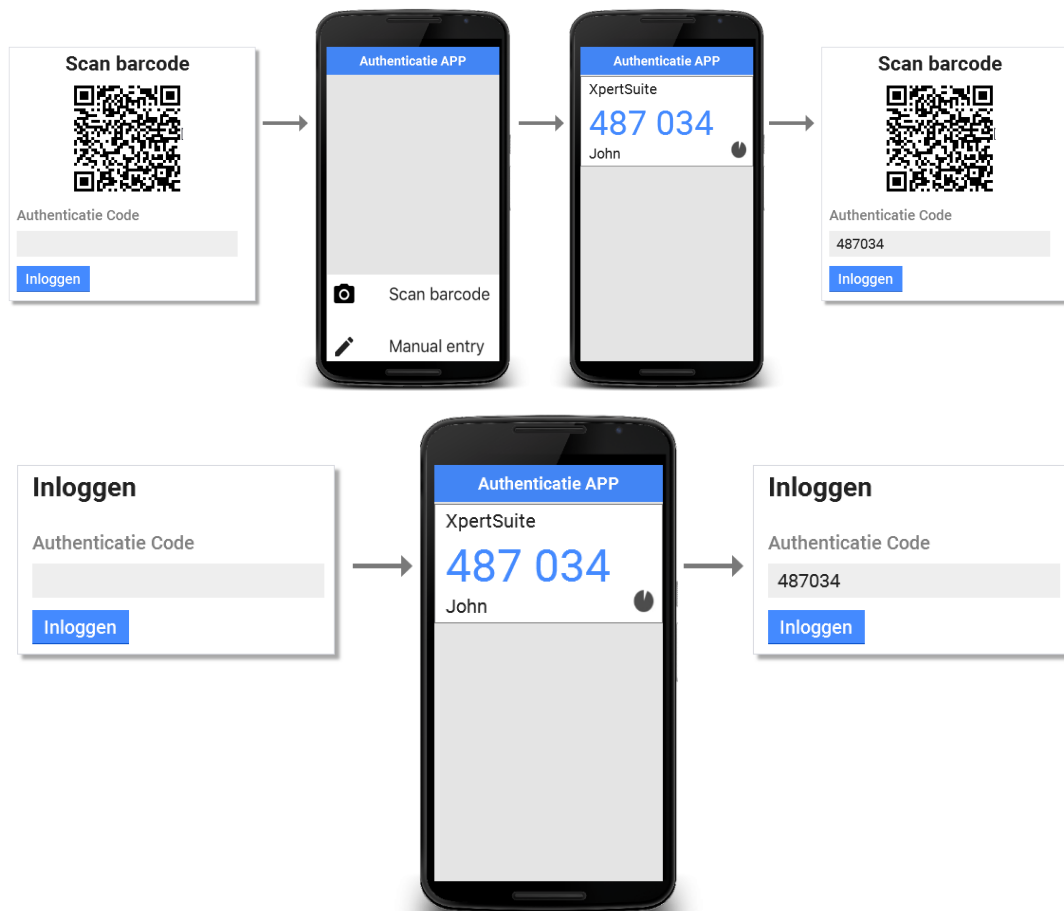 Scan barcode
Authenticatie Code
Inloggen
Authenticatie APP
Scan barcode
Manual entry
Authenticatie APP
XpertSuite
487 034
John
Scan barcode
Authenticatie Code
487034
Inloggen
Inloggen
Authenticatie Code
Inloggen
Authenticatie APP
XpertSuite
487 034
John
Inloggen
Authenticatie Code
487034
Inloggen